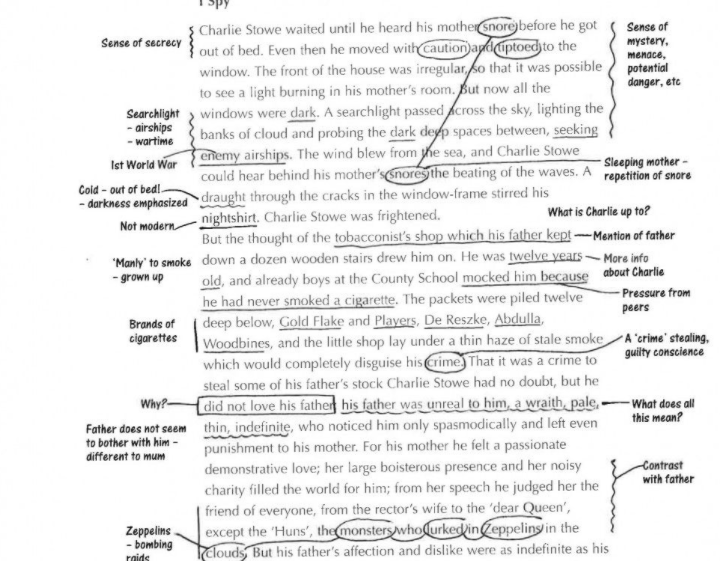 I Spy
Charlie Stowe waited until he heard his mother snore before he got
out of bed. Even then he moved with caution and tiptoed to the
window. The front of the house was irregular, so that it was possible
to see a light burning in his mother's room. But now all the
windows were dark. A searchlight passed across the sky, lighting the
banks of cloud and probing the dark deep spaces between, seeking
enemy airships. The wind blew from the sea, and Charlie Stowe
could hear behind his mother's snores the beating of the waves. A
draught through the cracks in the window-frame stirred his
nightshirt. Charlie Stowe was frightened.
But the thought of the tobacconist's shop which his father kept
down a dozen wooden stairs drew him on. He was twelve years
old, and already boys at the County School mocked him because
he had never smoked a cigarette. The packets were piled twelve
deep below, Gold Flake and Players, De Reszke, Abdulla,
Woodbines, and the little shop lay under a thin haze of stale smoke
which would completely disguise his crime. That it was a crime to
steal some of his father's stock Charlie Stowe had no doubt, but he
did not love his father; his father was unreal to him, a wraith, pale,
thin, indefinite, who noticed him only spasmodically and left even
punishment to his mother. For his mother he felt a passionate
demonstrative love; her large boisterous presence and her noisy
charity filled the world for him; from her speech he judged her the
friend of everyone, from the rector's wife to the 'dear Queen',
except the 'Huns', the monsters who lurked in Zeppelins in the
clouds. But his father's affection and dislike were as indefinite as his
Sense of secrecy
Searchlight
- airships
- wartime
1st World War
Cold - out of bed!
- darkness emphasized
Not modern
'Manly' to smoke
- grown up
Brands of
cigarettes
Why?
Father does not seem
to bother with him -
different to mum
Zeppelins
- bombing
raids
Sense of
mystery,
menace,
potential
danger, etc
Sleeping mother -
repetition of snore
What is Charlie up to?
Mention of father
More info
about Charlie
Pressure from
peers
A 'crime' stealing,
guilty conscience
What does all
this mean?
Contrast
with father